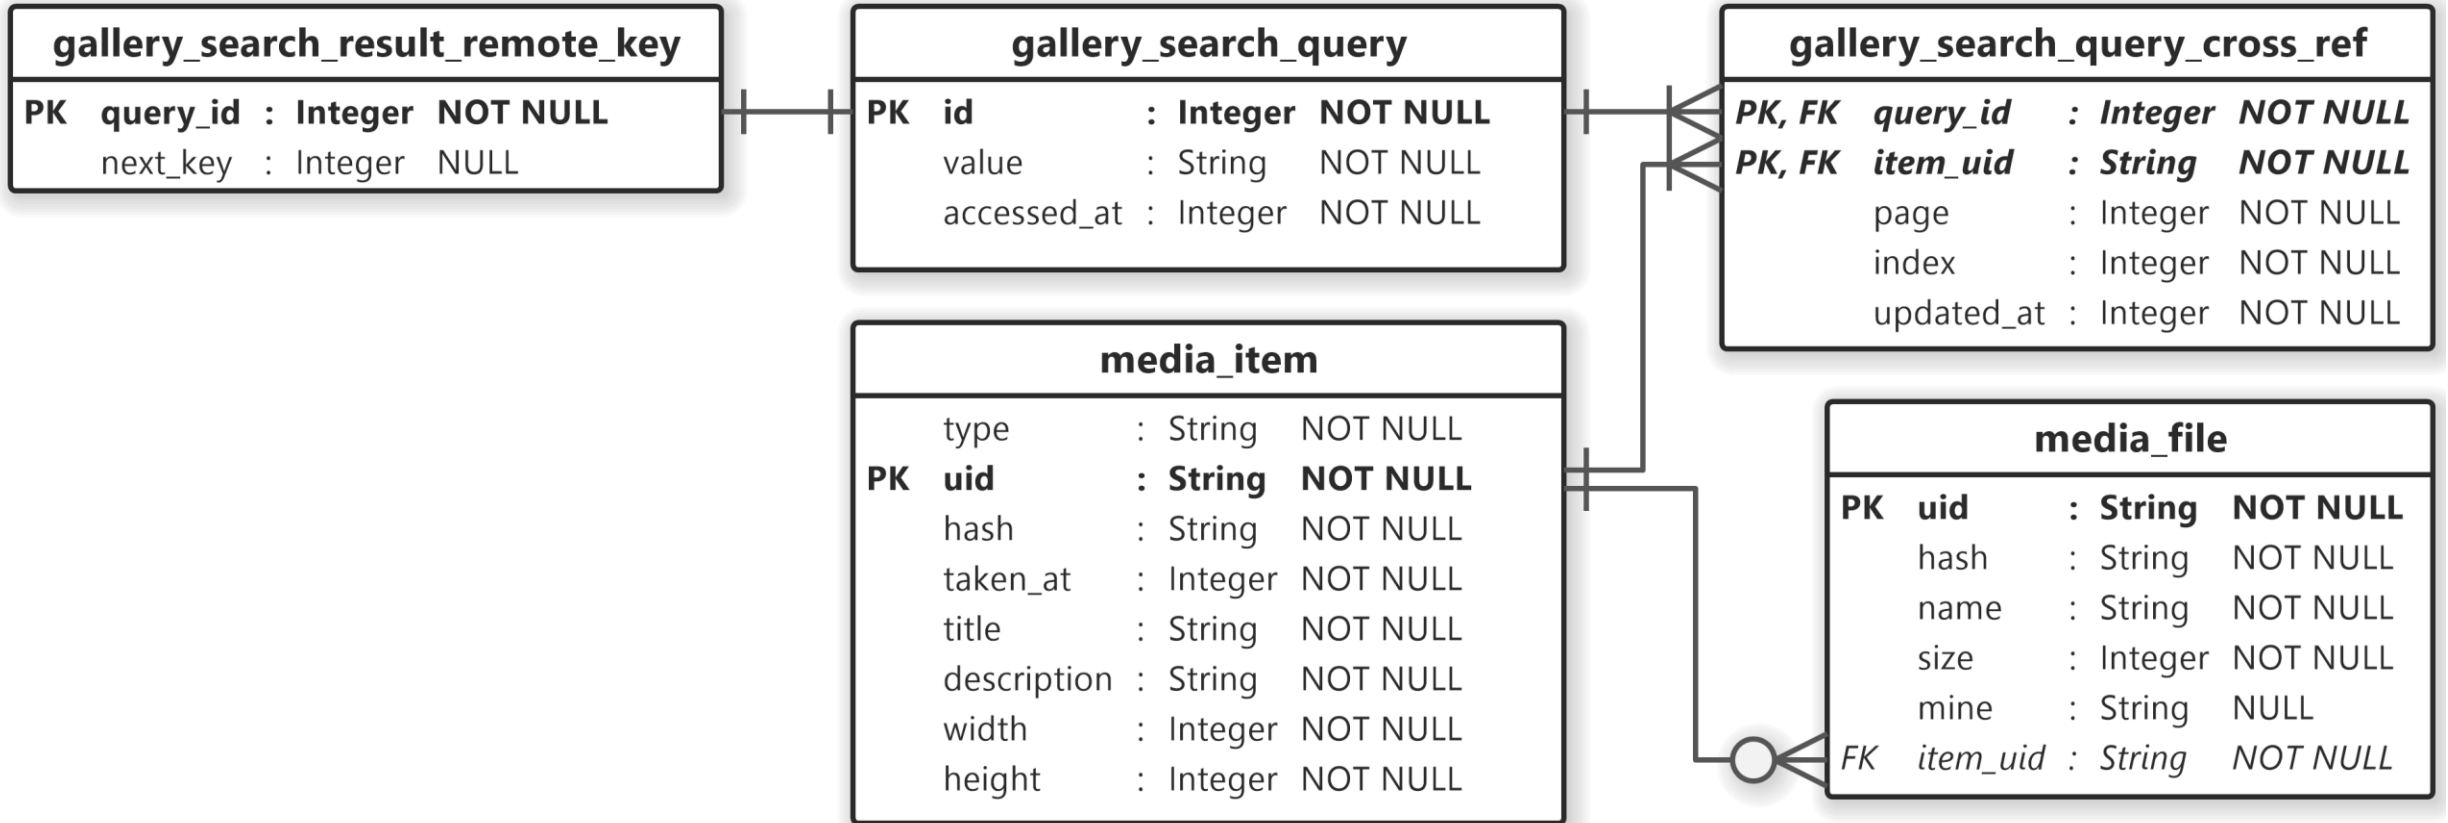 gallery_search_result_remote_key
PK query_id : Integer NOT NULL
next_key : Integer NULL
gallery_search_query
PK id : Integer NOT NULL
value : String NOT NULL
accessed_at : Integer NOT NULL
gallery_search_query_cross_ref
PK, FK query_id : Integer NOT NULL
PK, FK item_uid : String NOT NULL
page : Integer NOT NULL
index : Integer NOT NULL
updated_at : Integer NOT NULL
media_item
type : String NOT NULL
PK uid : String NOT NULL
hash : String NOT NULL
taken_at : Integer NOT NULL
title : String NOT NULL
description : String NOT NULL
width : Integer NOT NULL
height : Integer NOT NULL
media_file
PK uid : String NOT NULL
hash : String NOT NULL
name : String NOT NULL
size : Integer NOT NULL
mine : String NULL
FK item_uid : String NOT NULL